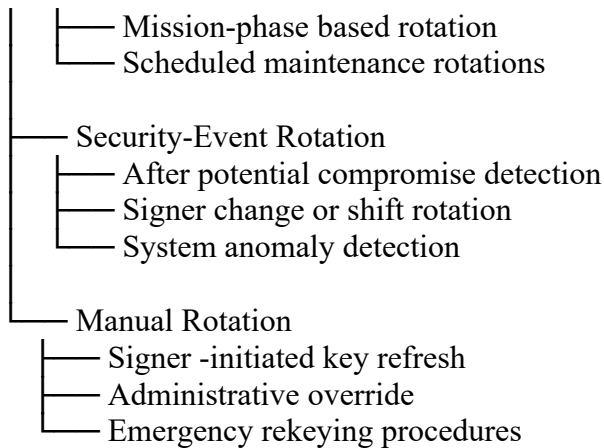 Mission-phase based rotation
Scheduled maintenance rotations
Security-Event Rotation
After potential compromise detection
Signer change or shift rotation
System anomaly detection
Manual Rotation
Signer -initiated key refresh
Administrative override
Emergency rekeying procedures